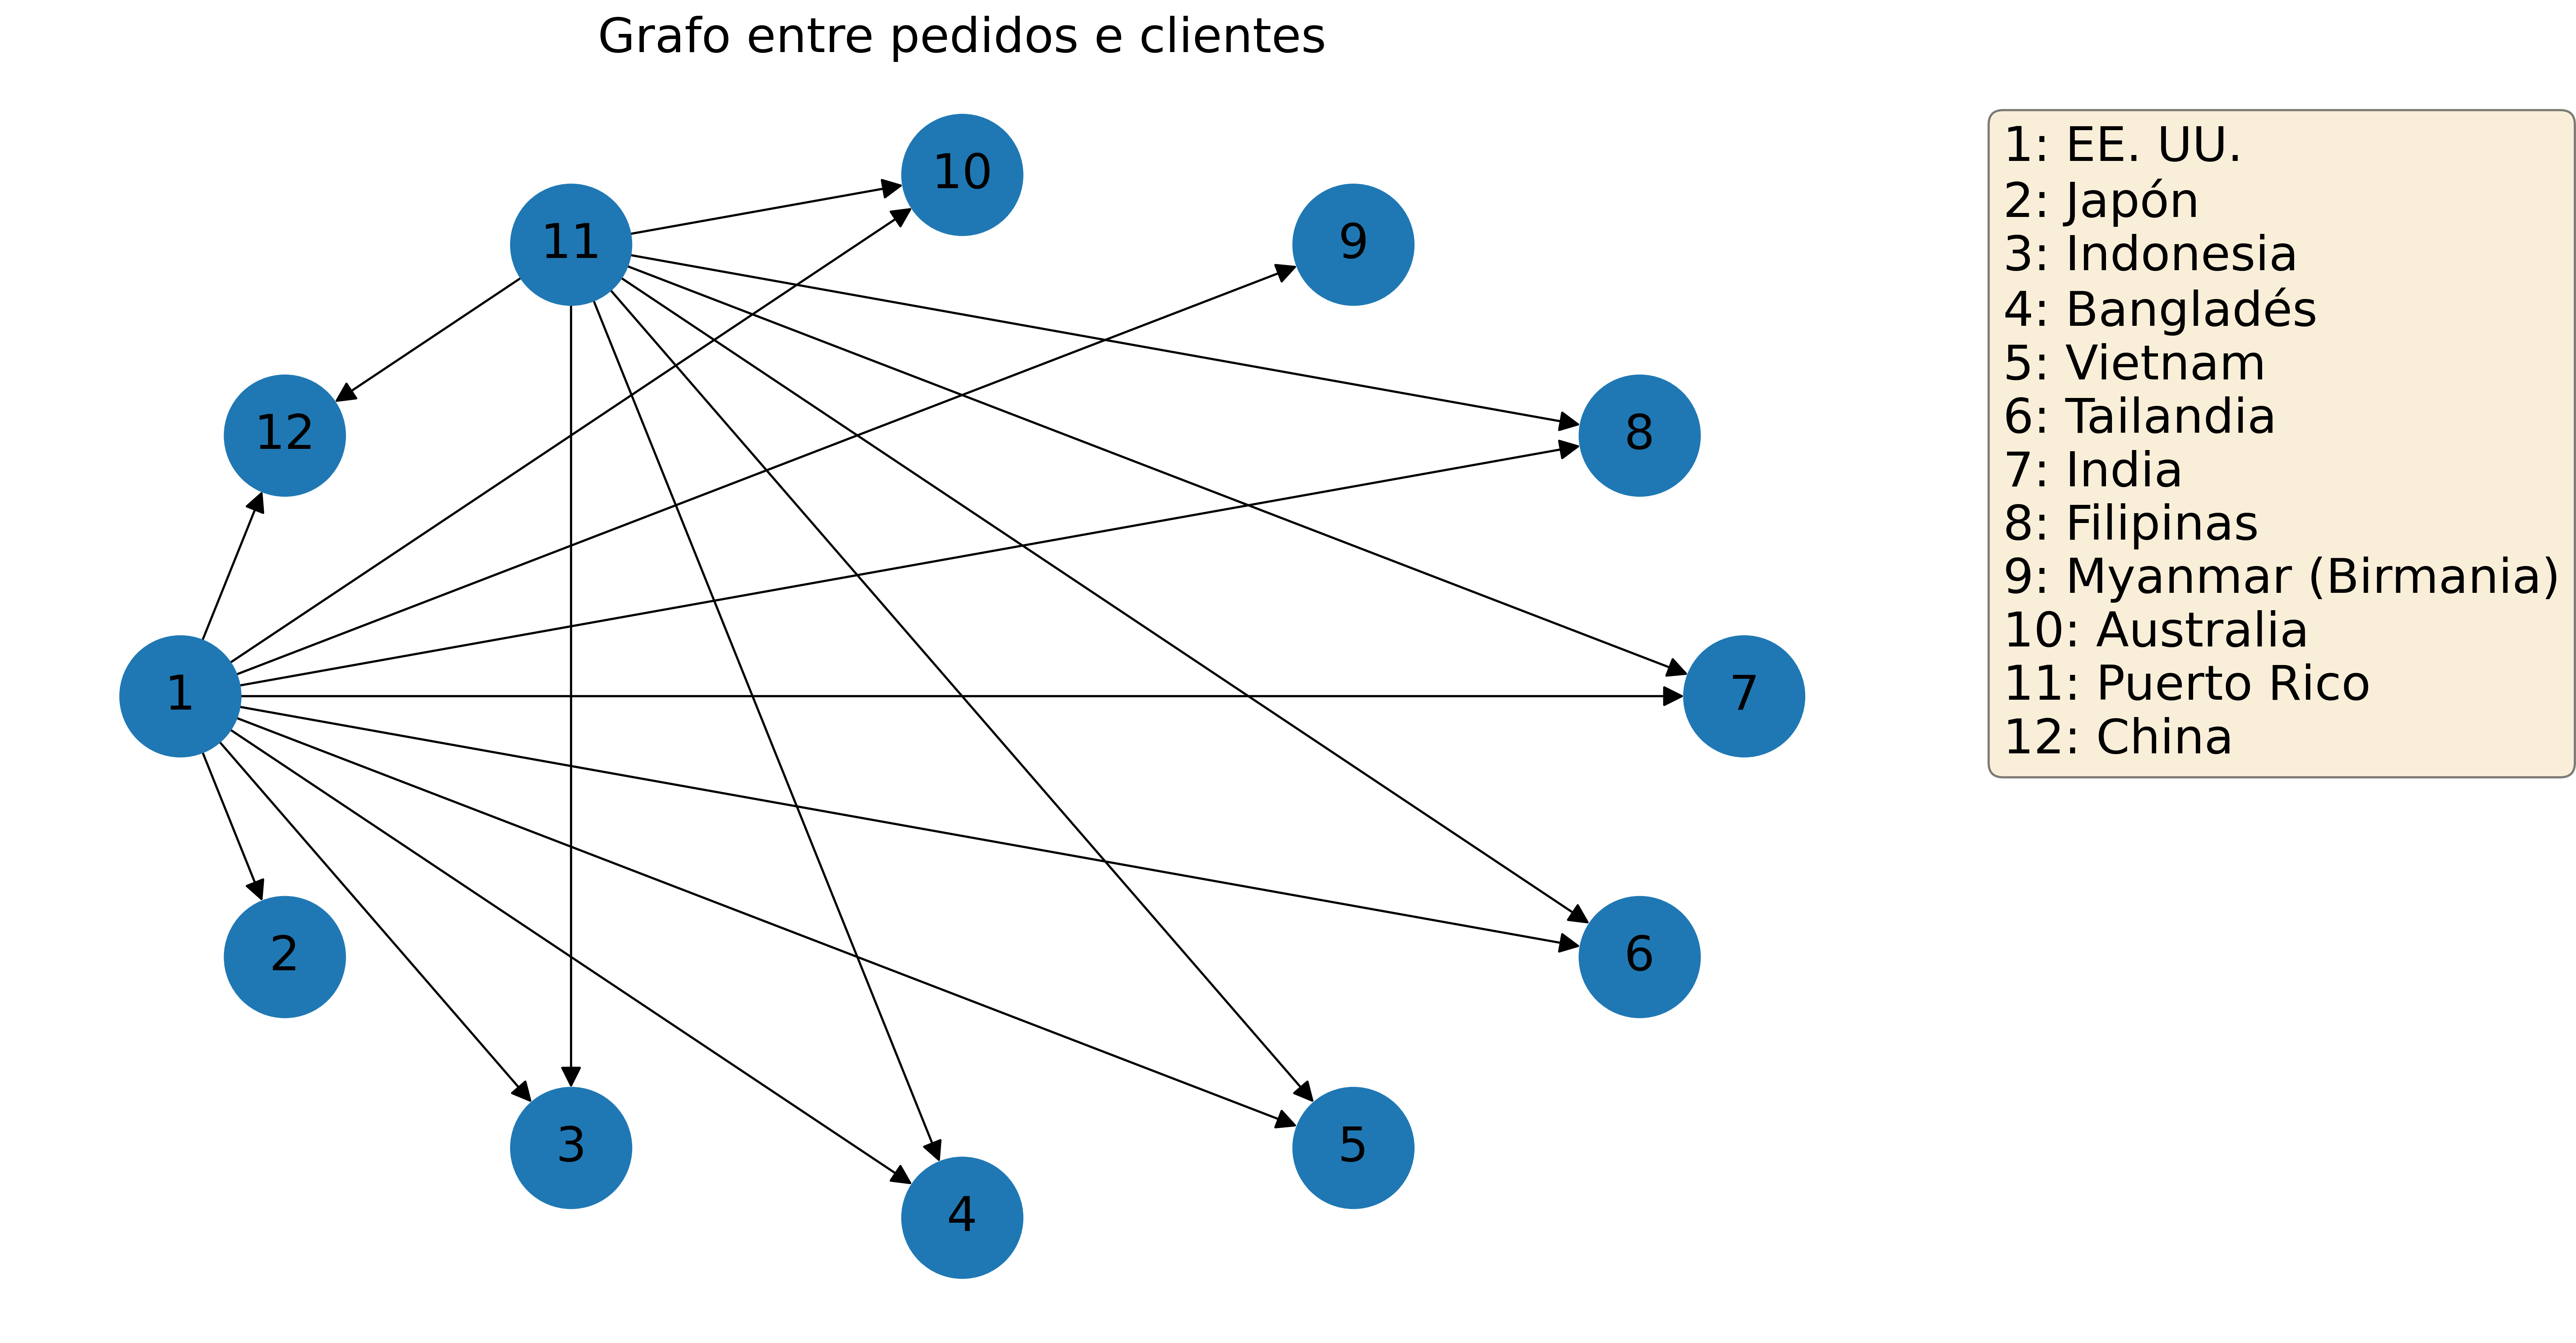 Grafo entre pedidos e clientes
10
11
9
12
8
1
7
2
6
3
5
4
1: EE. UU.
2: Japón
3: Indonesia
4: Bangladés
5: Vietnam
6: Tailandia
7: India
8: Filipinas
9: Myanmar (Birmania)
10: Australia
11: Puerto Rico
12: China